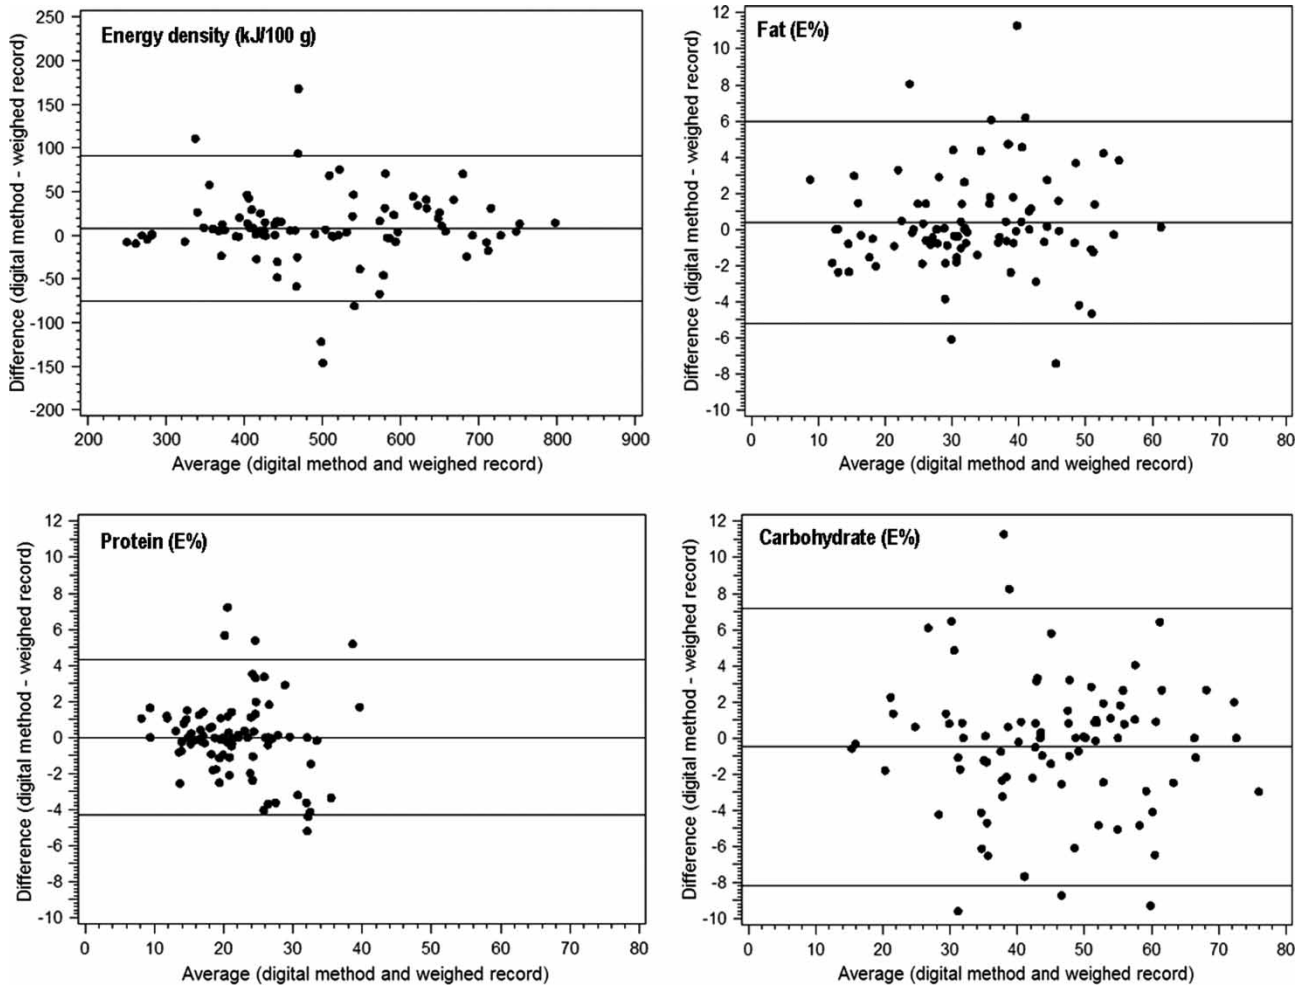 Energy density (kJ/100 g)
Difference (digital method - weighed record)
250
200
150
100
50
0
-50
-100
-150
-200
200 300 400 500 600 700 800 900
Average (digital method and weighed record)
Fat (E%)
Difference (digital method - weighed record)
12
10
8
6
4
2
0
-2
-4
-6
-8
-10
0 10 20 30 40 50 60 70 80
Average (digital method and weighed record)
Protein (E%)
Difference (digital method - weighed record)
12
10
8
6
4
2
0
-2
-4
-6
-8
-10
0 10 20 30 40 50 60 70 80
Average (digital method and weighed record)
Carbohydrate (E%)
Difference (digital method - weighed record)
12
10
8
6
4
2
0
-2
-4
-6
-8
-10
0 10 20 30 40 50 60 70 80
Average (digital method and weighed record)